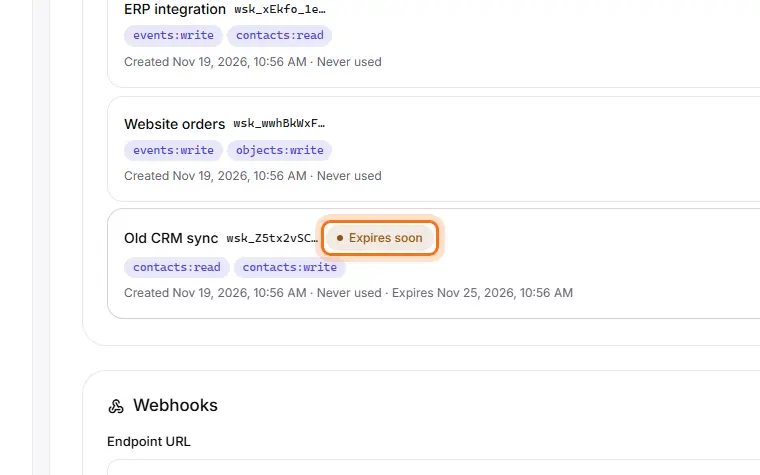 ERP integration wsk_xEkfo_1e…
events:write contacts:read
Created Nov 19, 2026, 10:56 AM · Never used
Website orders wsk_wwhBkWxF…
events:write objects:write
Created Nov 19, 2026, 10:56 AM · Never used
Old CRM sync wsk_Z5tx2vSC… Expires soon
contacts:read contacts:write
Created Nov 19, 2026, 10:56 AM · Never used · Expires Nov 25, 2026, 10:56 AM
Webhooks
Endpoint URL